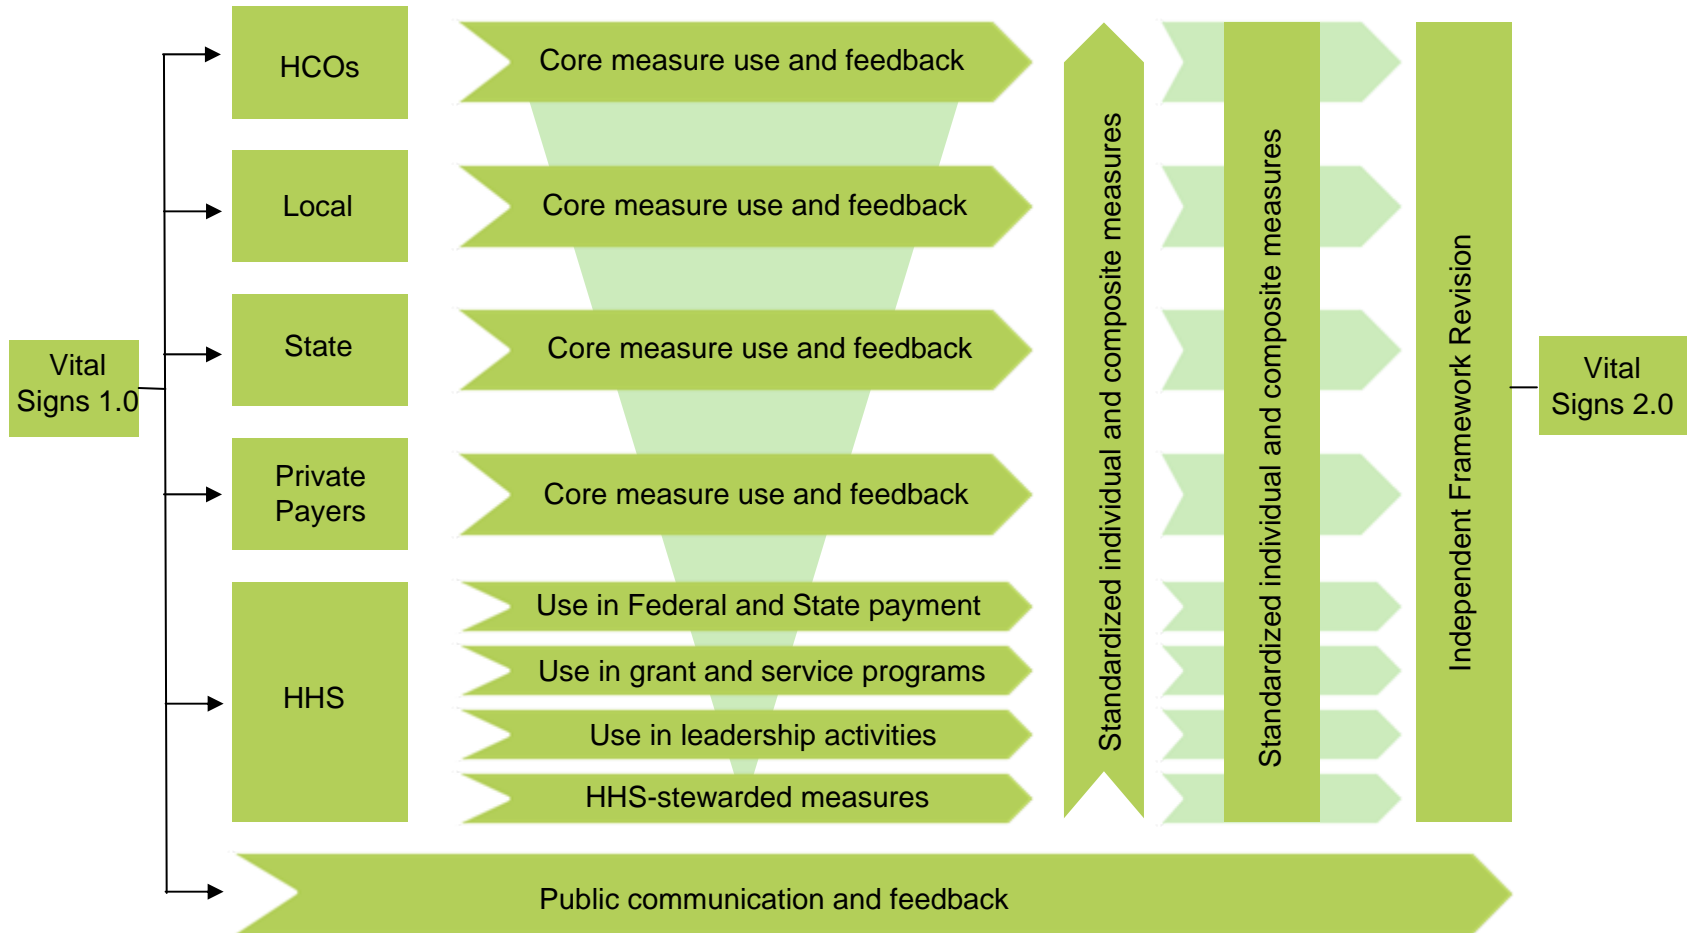 Vital
Signs 1.0
HCOs
Core measure use and feedback
Local
Core measure use and feedback
State
Core measure use and feedback
Private
Payers
Core measure use and feedback
HHS
Use in Federal and State payment
Use in grant and service programs
Use in leadership activities
HHS-stewarded measures
Public communication and feedback
Standardized individual and composite measures
Standardized individual and composite measures
Independent Framework Revision
Vital
Signs 2.0